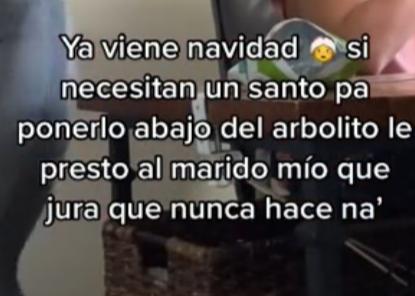 Ya viene navidad 🤶 si
necesitan un santo pa
ponerlo abajo del arbolito le
presto al marido mío que
jura que nunca hace na’